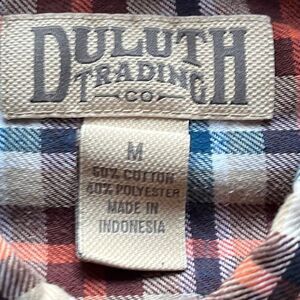 DULUTH
TRADING
CO
M
60% COTTON
40% POLYESTER
MADE IN
INDONESIA